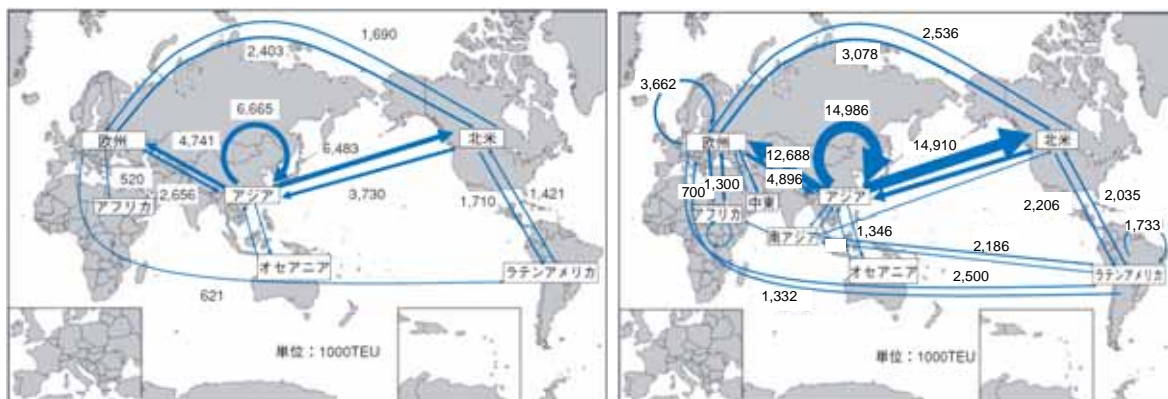 1,690
2,403
6,665
欧州
4,741
北米
6,483
520
2,656
アジア
3,730
1,421
アフリカ
1,710
オセアニア
ラテンアメリカ
621
単位：1000TEU
2,536
3,078
3,662
14,986
欧州
北米
14,910
12,688
4,896
700
1,300
アジア
中東
アフリカ
2,206
2,035
南アジア
1,346
1,733
2,186
オセアニア
ラテンアメリカ
2,500
1,332
単位：1000TEU